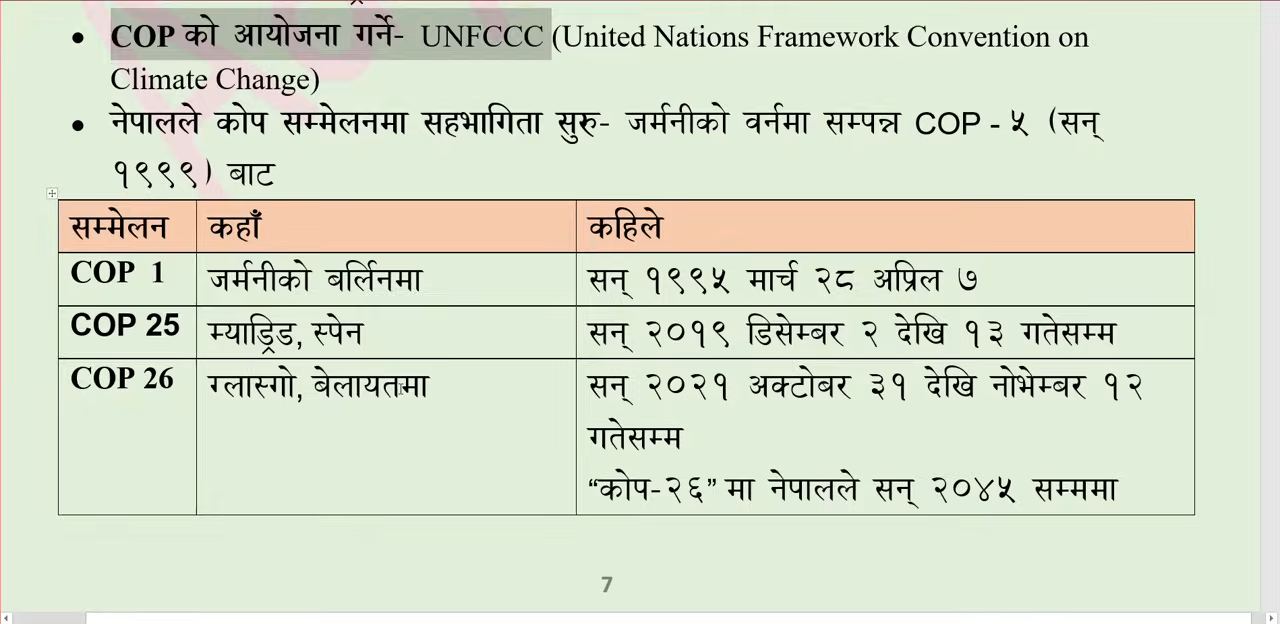 COP को आयोजना गर्ने- UNFCCC (United Nations Framework Convention on
Climate Change)
नेपालले कोप सम्मेलनमा सहभागिता सुरु- जर्मनीको वर्नमा सम्पन्न COP - ५ (सन्
१९९९) बाट
सम्मेलन कहाँ कहिले
COP 1 जर्मनीको बर्लिनमा सन् १९९५ मार्च २८ अप्रिल ७
COP 25 म्याड्रिड, स्पेन सन् २०१९ डिसेम्बर २ देखि १३ गतेसम्म
COP 26 ग्लास्गो, बेलायतमा सन् २०२१ अक्टोबर ३१ देखि नोभेम्बर १२
गतेसम्म
“कोप-२६” मा नेपालले सन् २०४५ सम्ममा
7